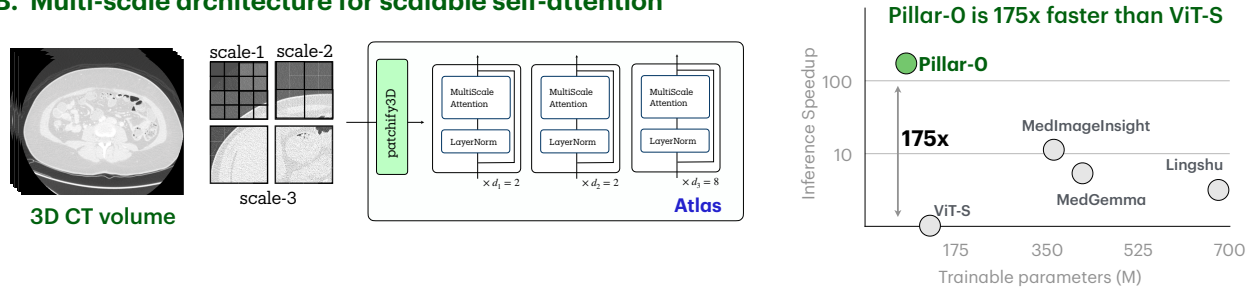 B. Multi-scale architecture for scalable self-attention
scale-1 scale-2
scale-3
3D CT volume
patchify3D
MultiScale
Attention
LayerNorm
× d₁ = 2
MultiScale
Attention
LayerNorm
× d₂ = 2
MultiScale
Attention
LayerNorm
× d₃ = 8
Atlas
Pillar-0 is 175x faster than ViT-S
Inference Speedup
100
10
Pillar-0
175x
MedImageInsight
Lingshu
MedGemma
ViT-S
175 350 525 700
Trainable parameters (M)